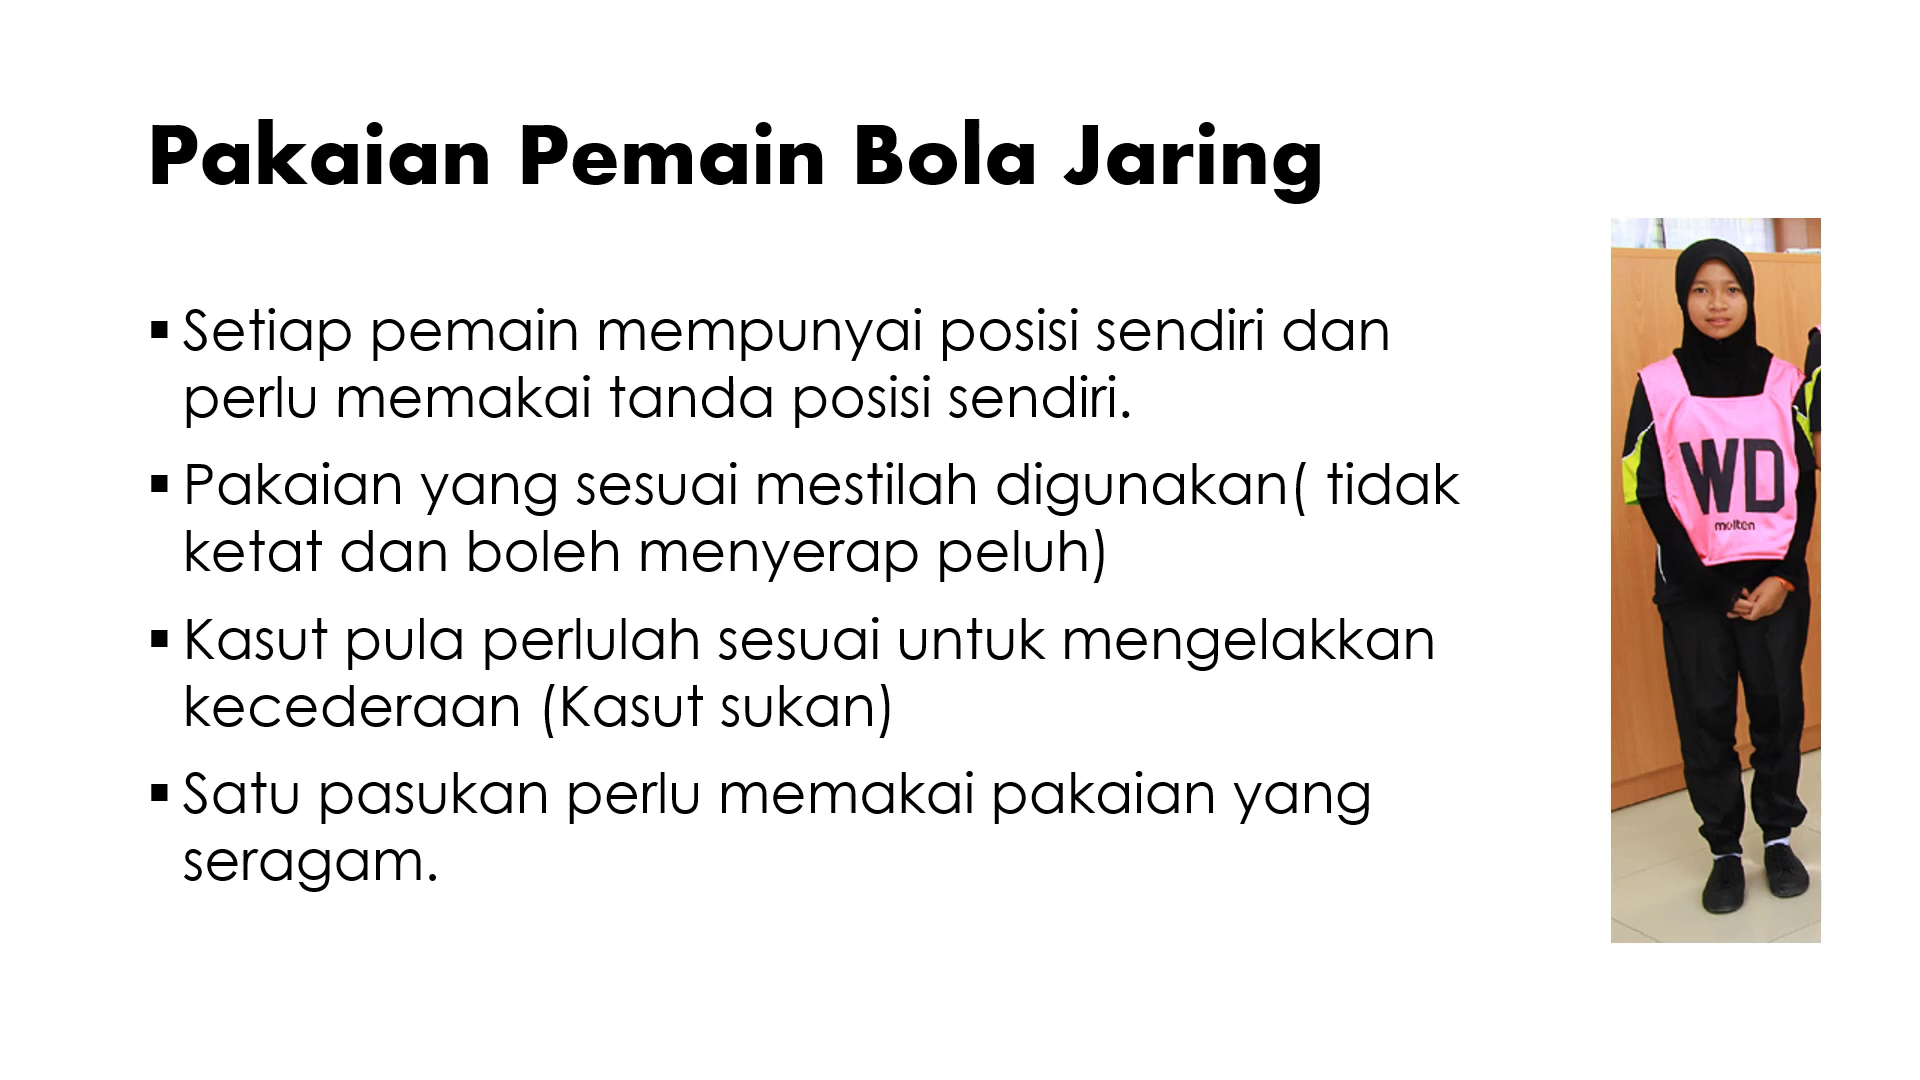 Pakaian Pemain Bola Jaring
▪ Setiap pemain mempunyai posisi sendiri dan
perlu memakai tanda posisi sendiri.
▪ Pakaian yang sesuai mestilah digunakan( tidak
ketat dan boleh menyerap peluh)
▪ Kasut pula perlulah sesuai untuk mengelakkan
kecederaan (Kasut sukan)
▪ Satu pasukan perlu memakai pakaian yang
seragam.
WD
molten